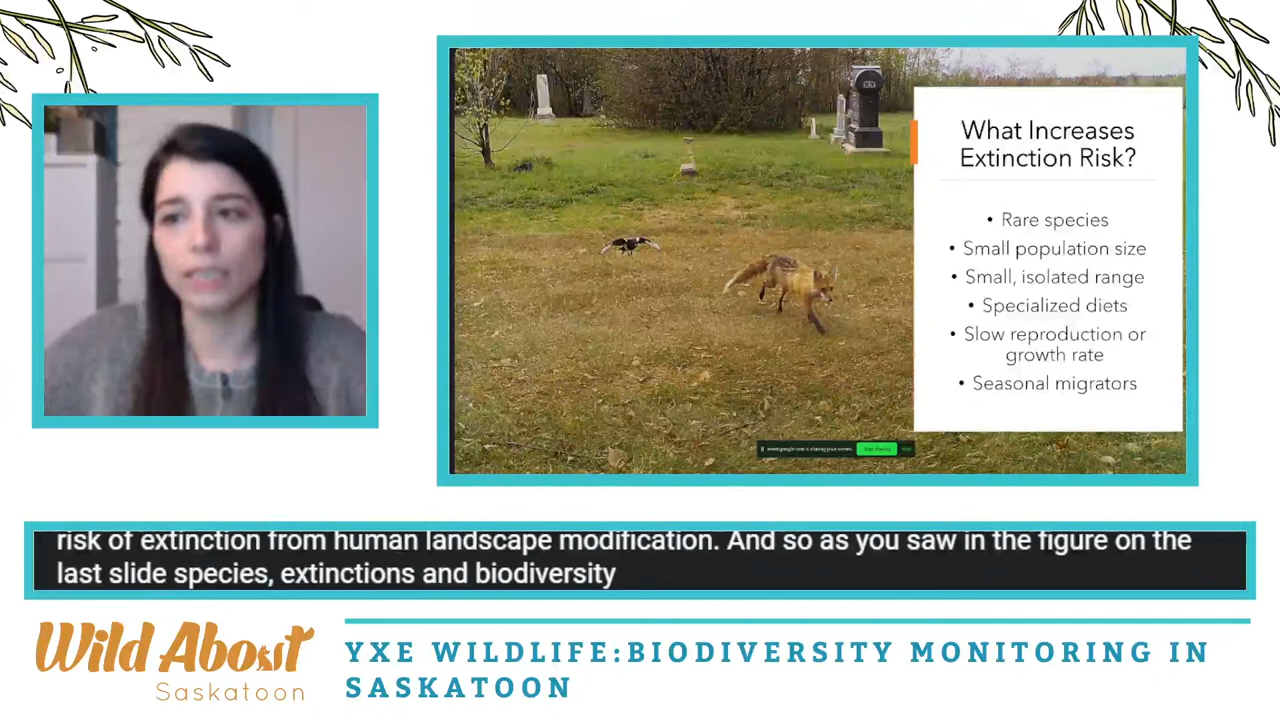 What Increases
Extinction Risk?
• Rare species
• Small population size
• Small, isolated range
• Specialized diets
• Slow reproduction or
growth rate
• Seasonal migrators
risk of extinction from human landscape modification. And so as you saw in the figure on the
last slide species, extinctions and biodiversity
Wild About
Saskatoon
YXE WILDLIFE:BIODIVERSITY MONITORING IN
SASKATOON